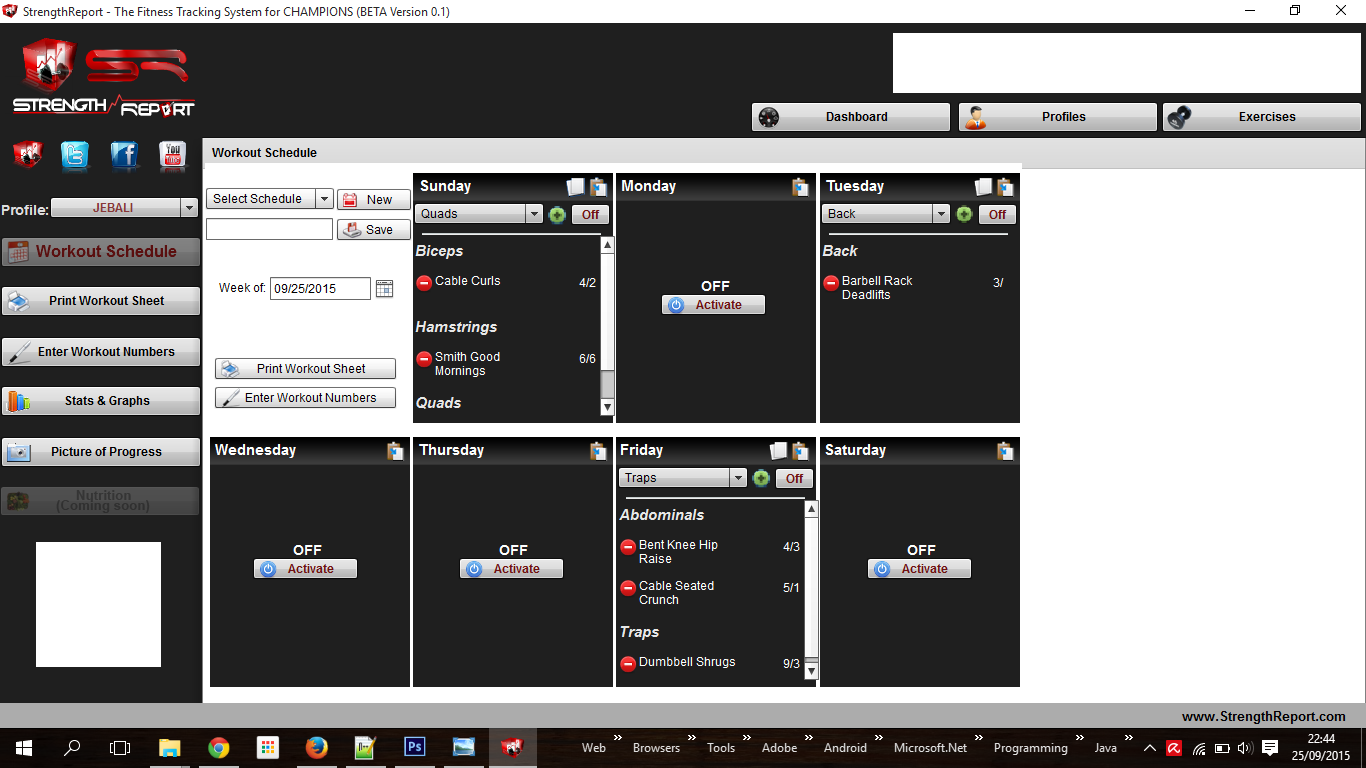 StrengthReport - The Fitness Tracking System for CHAMPIONS (BETA Version 0.1)
SR
STRENGTH REPORT
Dashboard
Profiles
Exercises
You
Tube
Workout Schedule
Profile:
JEBALI
Workout Schedule
Print Workout Sheet
Enter Workout Numbers
Stats & Graphs
Picture of Progress
Nutrition
(Coming soon)
Select Schedule
New
Save
Week of:
09/25/2015
Print Workout Sheet
Enter Workout Numbers
Sunday
Quads
Off
Biceps
Cable Curls 4/2
Hamstrings
Smith Good 6/6
Mornings
Quads
Monday
OFF
Activate
Tuesday
Back
Off
Back
Barbell Rack 3/
Deadlifts
Wednesday
OFF
Activate
Thursday
OFF
Activate
Friday
Traps
Off
Abdominals
Bent Knee Hip 4/3
Raise
Cable Seated 5/1
Crunch
Traps
Dumbbell Shrugs 9/3
Saturday
OFF
Activate
www.StrengthReport.com
Ps
Web
Browsers
Tools
Adobe
Android
Microsoft.Net
Programming
Java
22:44
25/09/2015